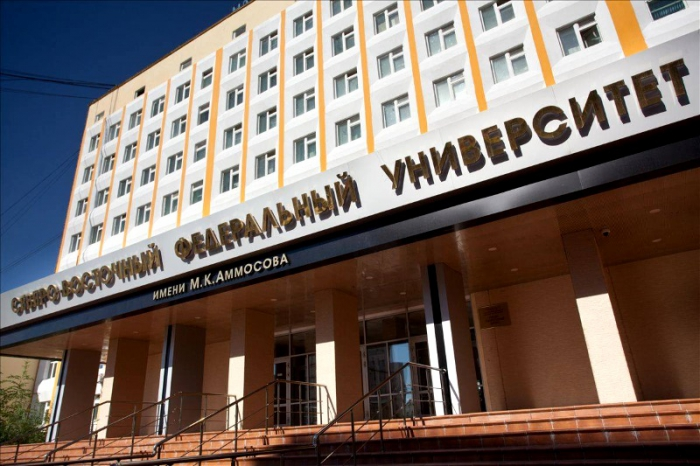 СЕВЕРО-ВОСТОЧНЫЙ ФЕДЕРАЛЬНЫЙ УНИВЕРСИТЕТ
ИМЕНИ М.К.АММОСОВА